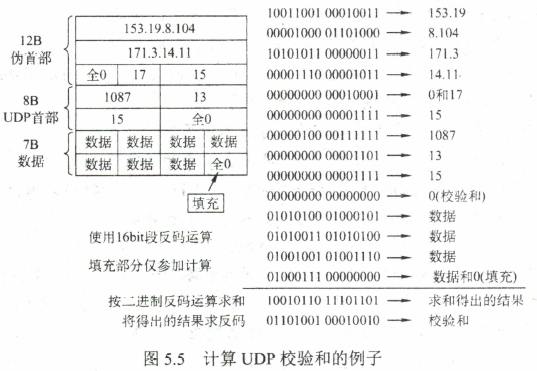 12B
伪首部
153.19.8.104
171.3.14.11
全0 17 15
8B
UDP首部
1087 13
15 全0
7B
数据
数据 数据 数据 数据
数据 数据 数据 全0
填充
使用16bit段反码运算
填充部分仅参加计算
10011001 00010011 → 153.19
00001000 01101000 → 8.104
10101011 00000011 → 171.3
00001110 00001011 → 14.11
00000000 00010001 → 0和17
00000000 00001111 → 15
00000100 00111111 → 1087
00000000 00001101 → 13
00000000 00001111 → 15
00000000 00000000 → 0(校验和)
01010100 01000101 → 数据
01010011 01010100 → 数据
01001001 01001110 → 数据
01000111 00000000 → 数据和0(填充)
按二进制反码运算求和 10010110 11101101 → 求和得出的结果
将得出的结果求反码 01101001 00010010 → 校验和
图 5.5 计算 UDP 校验和的例子